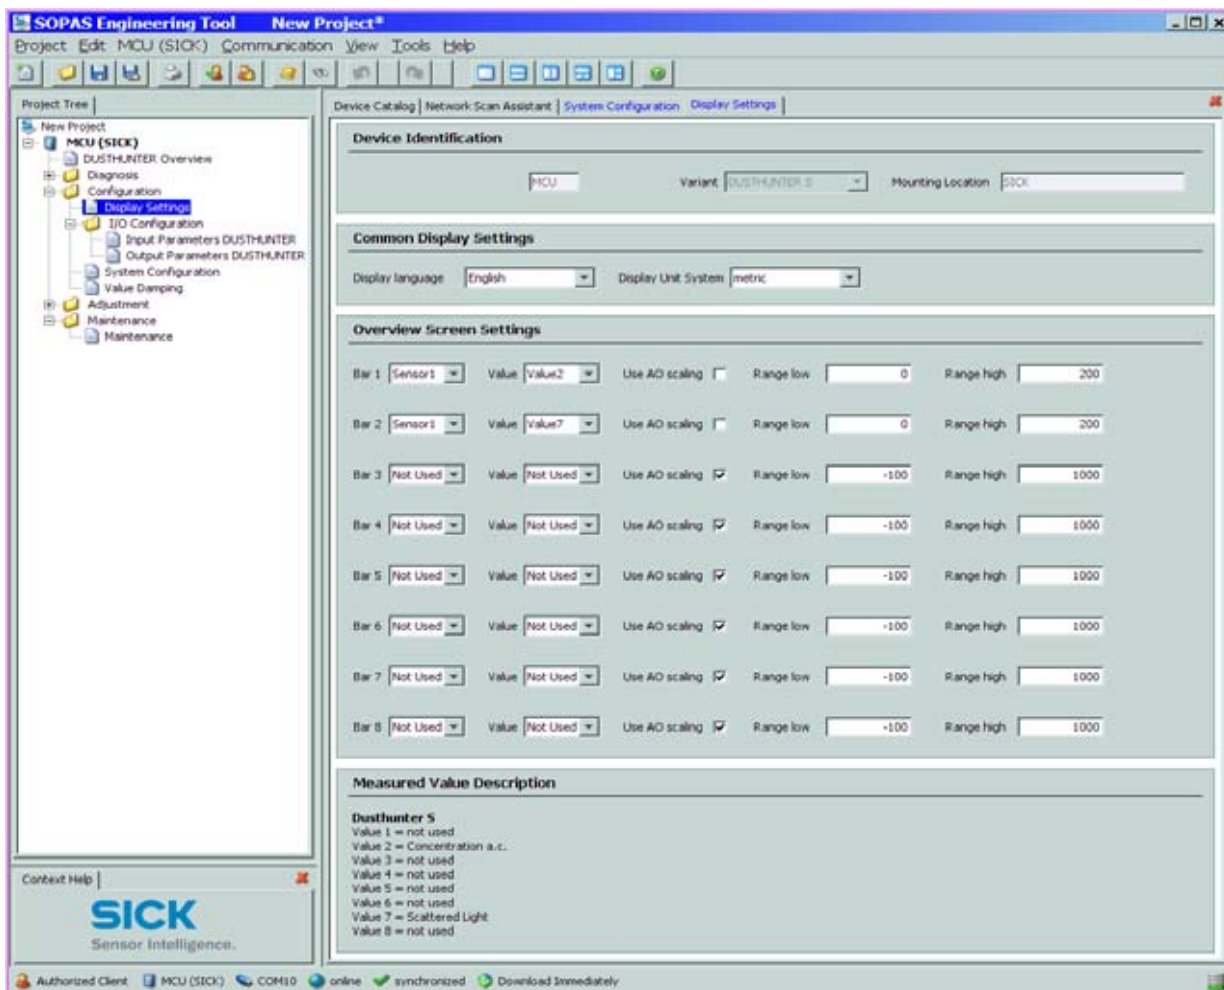 SOPAS Engineering Tool New Project*
Project Edit MCU (SICK) Communication View Tools Help
Project Tree
New Project
MCU (SICK)
DUSTHUNTER Overview
Diagnosis
Configuration
Display Settings
I/O Configuration
Input Parameters DUSTHUNTER
Output Parameters DUSTHUNTER
System Configuration
Value Damping
Adjustment
Maintenance
Maintenance
Context Help
SICK
Sensor Intelligence.
Device Catalog Network Scan Assistant System Configuration Display Settings
Device Identification
MCU Variant DUSTHUNTER S Mounting Location SICK
Common Display Settings
Display language English Display Unit System metric
Overview Screen Settings
Bar 1 Sensor1 Value Value2 Use AO scaling Range low 0 Range high 200
Bar 2 Sensor1 Value Value7 Use AO scaling Range low 0 Range high 200
Bar 3 Not Used Value Not Used Use AO scaling Range low -100 Range high 1000
Bar 4 Not Used Value Not Used Use AO scaling Range low -100 Range high 1000
Bar 5 Not Used Value Not Used Use AO scaling Range low -100 Range high 1000
Bar 6 Not Used Value Not Used Use AO scaling Range low -100 Range high 1000
Bar 7 Not Used Value Not Used Use AO scaling Range low -100 Range high 1000
Bar 8 Not Used Value Not Used Use AO scaling Range low -100 Range high 1000
Measured Value Description
Dusthunter S
Value 1 = not used
Value 2 = Concentration a.c.
Value 3 = not used
Value 4 = not used
Value 5 = not used
Value 6 = not used
Value 7 = Scattered Light
Value 8 = not used
Authorized Client MCU (SICK) COM10 online synchronized Download Immediately